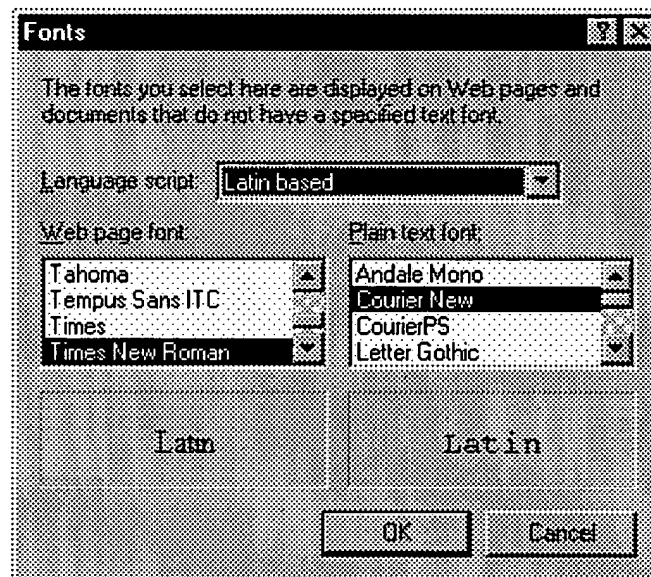 Fonts
The fonts you select here are displayed on Web pages and
documents that do not have a specified text font.
Language script: Latin based
Web page font:
Tahoma
Tempus Sans ITC
Times
Times New Roman
Plain text font:
Andale Mono
Courier New
CourierPS
Letter Gothic
Latin
Latin
OK
Cancel